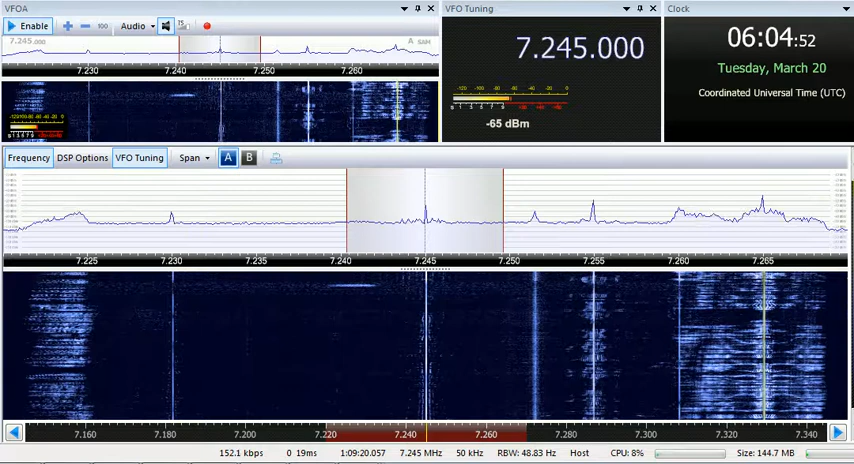 VFOA
VFO Tuning
Clock
Enable
100
Audio
7.245.000
A SAM
7.230 7.240 7.250 7.260
7.245.000
-65 dBm
06:04:52
Tuesday, March 20
Coordinated Universal Time (UTC)
Frequency DSP Options VFO Tuning Span A B
7.225 7.230 7.235 7.240 7.245 7.250 7.255 7.260 7.265
7.160 7.180 7.200 7.220 7.240 7.260 7.280 7.300 7.320 7.340
152.1 kbps 0 19ms 1:09:20.057 7.245 MHz 50 kHz RBW: 48.83 Hz Host CPU: 8% Size: 144.7 MB